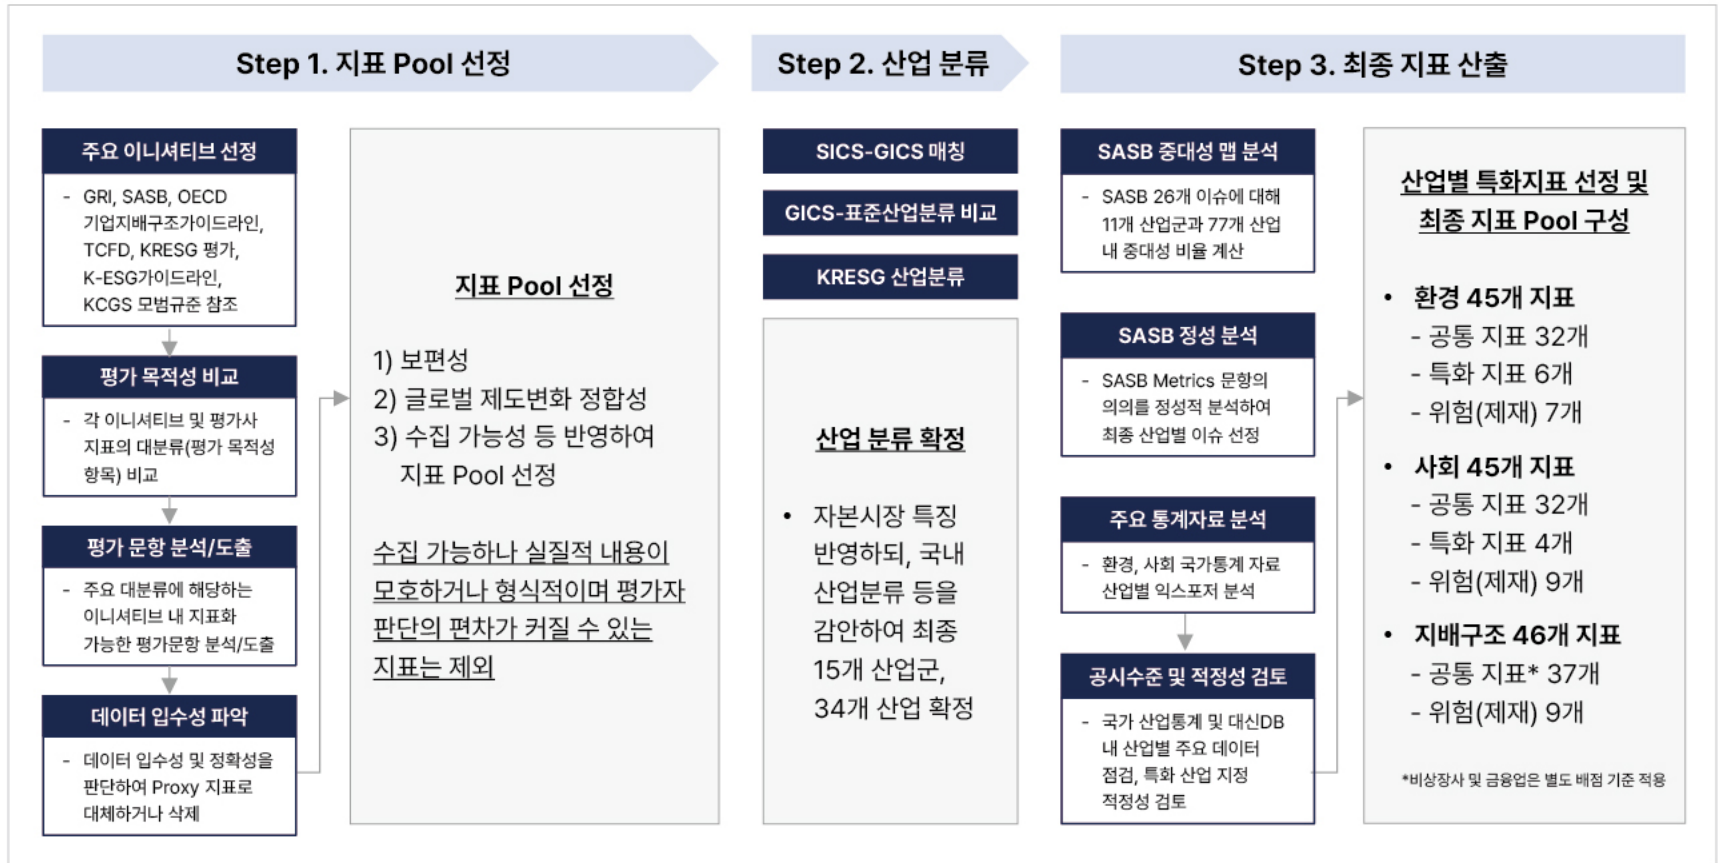 Step 1. 지표 Pool 선정
주요 이니셔티브 선정
- GRI, SASB, OECD
기업지배구조가이드라인,
TCFD, KRESG 평가,
K-ESG가이드라인,
KCGS 모범규준 참조
평가 목적성 비교
- 각 이니셔티브 및 평가사
지표의 대분류(평가 목적성
항목) 비교
평가 문항 분석/도출
- 주요 대분류에 해당하는
이니셔티브 내 지표화
가능한 평가문항 분석/도출
데이터 입수성 파악
- 데이터 입수성 및 정확성을
판단하여 Proxy 지표로
대체하거나 삭제
지표 Pool 선정
1) 보편성
2) 글로벌 제도변화 정합성
3) 수집 가능성 등 반영하여
지표 Pool 선정
수집 가능하나 실질적 내용이
모호하거나 형식적이며 평가자
판단의 편차가 커질 수 있는
지표는 제외
Step 2. 산업 분류
SICS-GICS 매칭
GICS-표준산업분류 비교
KRESG 산업분류
산업 분류 확정
• 자본시장 특징
반영하되, 국내
산업분류 등을
감안하여 최종
15개 산업군,
34개 산업 확정
Step 3. 최종 지표 산출
SASB 중대성 맵 분석
- SASB 26개 이슈에 대해
11개 산업군과 77개 산업
내 중대성 비율 계산
SASB 정성 분석
- SASB Metrics 문항의
의의를 정성적 분석하여
최종 산업별 이슈 선정
주요 통계자료 분석
- 환경, 사회 국가통계 자료
산업별 익스포저 분석
공시수준 및 적정성 검토
- 국가 산업통계 및 대신DB
내 산업별 주요 데이터
점검, 특화 산업 지정
적정성 검토
산업별 특화지표 선정 및
최종 지표 Pool 구성
• 환경 45개 지표
- 공통 지표 32개
- 특화 지표 6개
- 위험(제재) 7개
• 사회 45개 지표
- 공통 지표 32개
- 특화 지표 4개
- 위험(제재) 9개
• 지배구조 46개 지표
- 공통 지표* 37개
- 위험(제재) 9개
*비상장사 및 금융업은 별도 배점 기준 적용